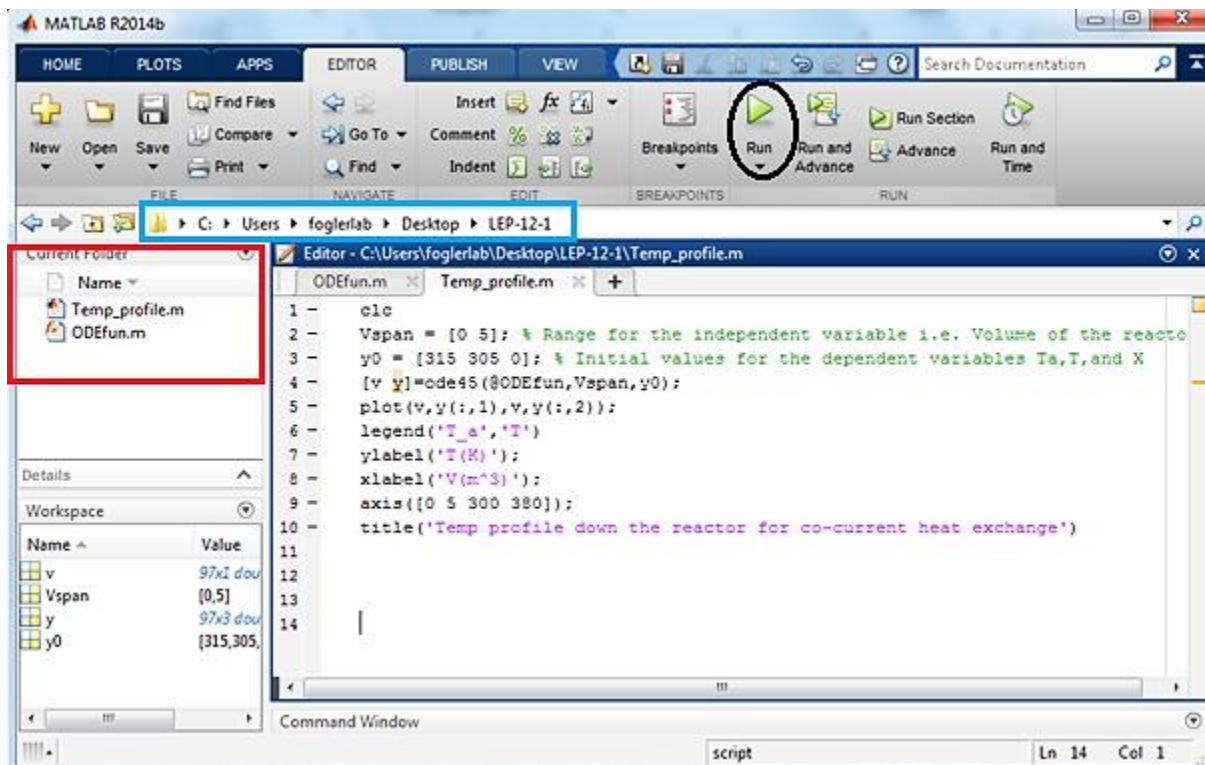 MATLAB R2014b
HOME PLOTS APPS EDITOR PUBLISH VIEW Search Documentation
New Open Save Find Files Compare Print
FILE
Go To Find
NAVIGATE
Insert fx
Comment
Indent
EDIT
Breakpoints
BREAKPOINTS
Run Run and Advance Run Section Advance Run and Time
RUN
C: Users foglerlab Desktop LEP-12-1
Current Folder
Name
Temp_profile.m
ODEfun.m
Details
Workspace
Name Value
v 97x1 dou
Vspan [0,5]
y 97x3 dou
y0 [315,305,
Editor - C:\Users\foglerlab\Desktop\LEP-12-1\Temp_profile.m
ODEfun.m Temp_profile.m +
1 - clc
2 - Vspan = [0 5]; % Range for the independent variable i.e. Volume of the reacto
3 - y0 = [315 305 0]; % Initial values for the dependent variables Ta,T,and X
4 - [v y]=ode45(@ODEfun,Vspan,y0);
5 - plot(v,y(:,1),v,y(:,2));
6 - legend('T_a','T')
7 - ylabel('T(K)');
8 - xlabel('V(m^3)');
9 - axis([0 5 300 380]);
10 - title('Temp profile down the reactor for co-current heat exchange')
11
12
13
14
Command Window
script Ln 14 Col 1